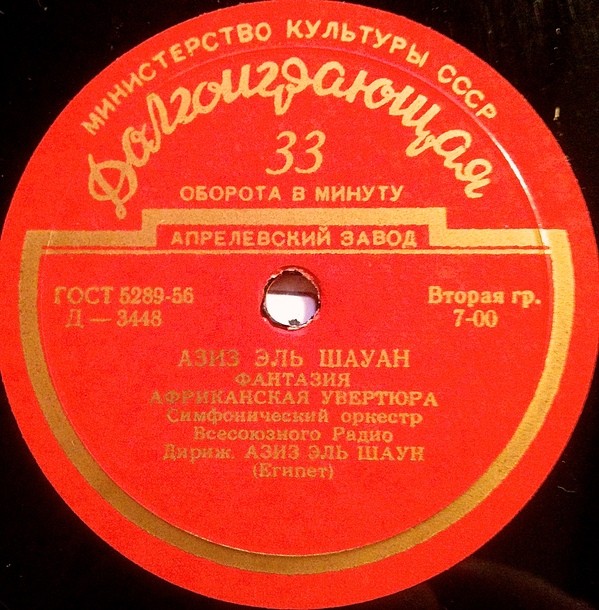 МИНИСТЕРСТВО КУЛЬТУРЫ СССР
Долгоиграющая
33
ОБОРОТА В МИНУТУ
АПРЕЛЕВСКИЙ ЗАВОД
ГОСТ 5289-56
Д — 3448
Вторая гр.
7-00
АЗИЗ ЭЛЬ ШАУАН
ФАНТАЗИЯ
АФРИКАНСКАЯ УВЕРТЮРА
Симфонический оркестр
Всесоюзного Радио
Дириж. АЗИЗ ЭЛЬ ШАУН
(Египет)